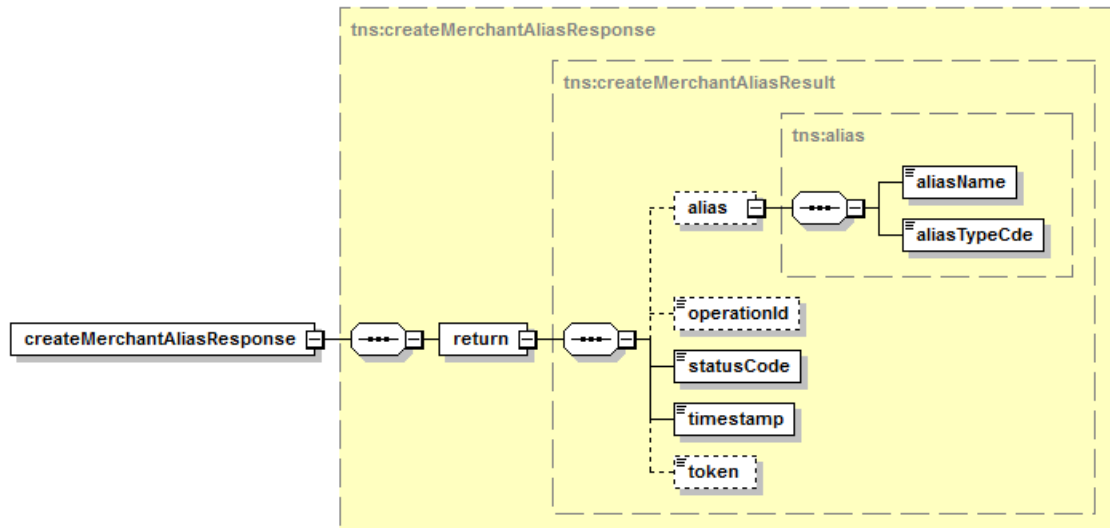 tns:createMerchantAliasResponse
tns:createMerchantAliasResult
tns:alias
aliasName
alias
aliasTypeCde
operationId
createMerchantAliasResponse
return
statusCode
timestamp
token